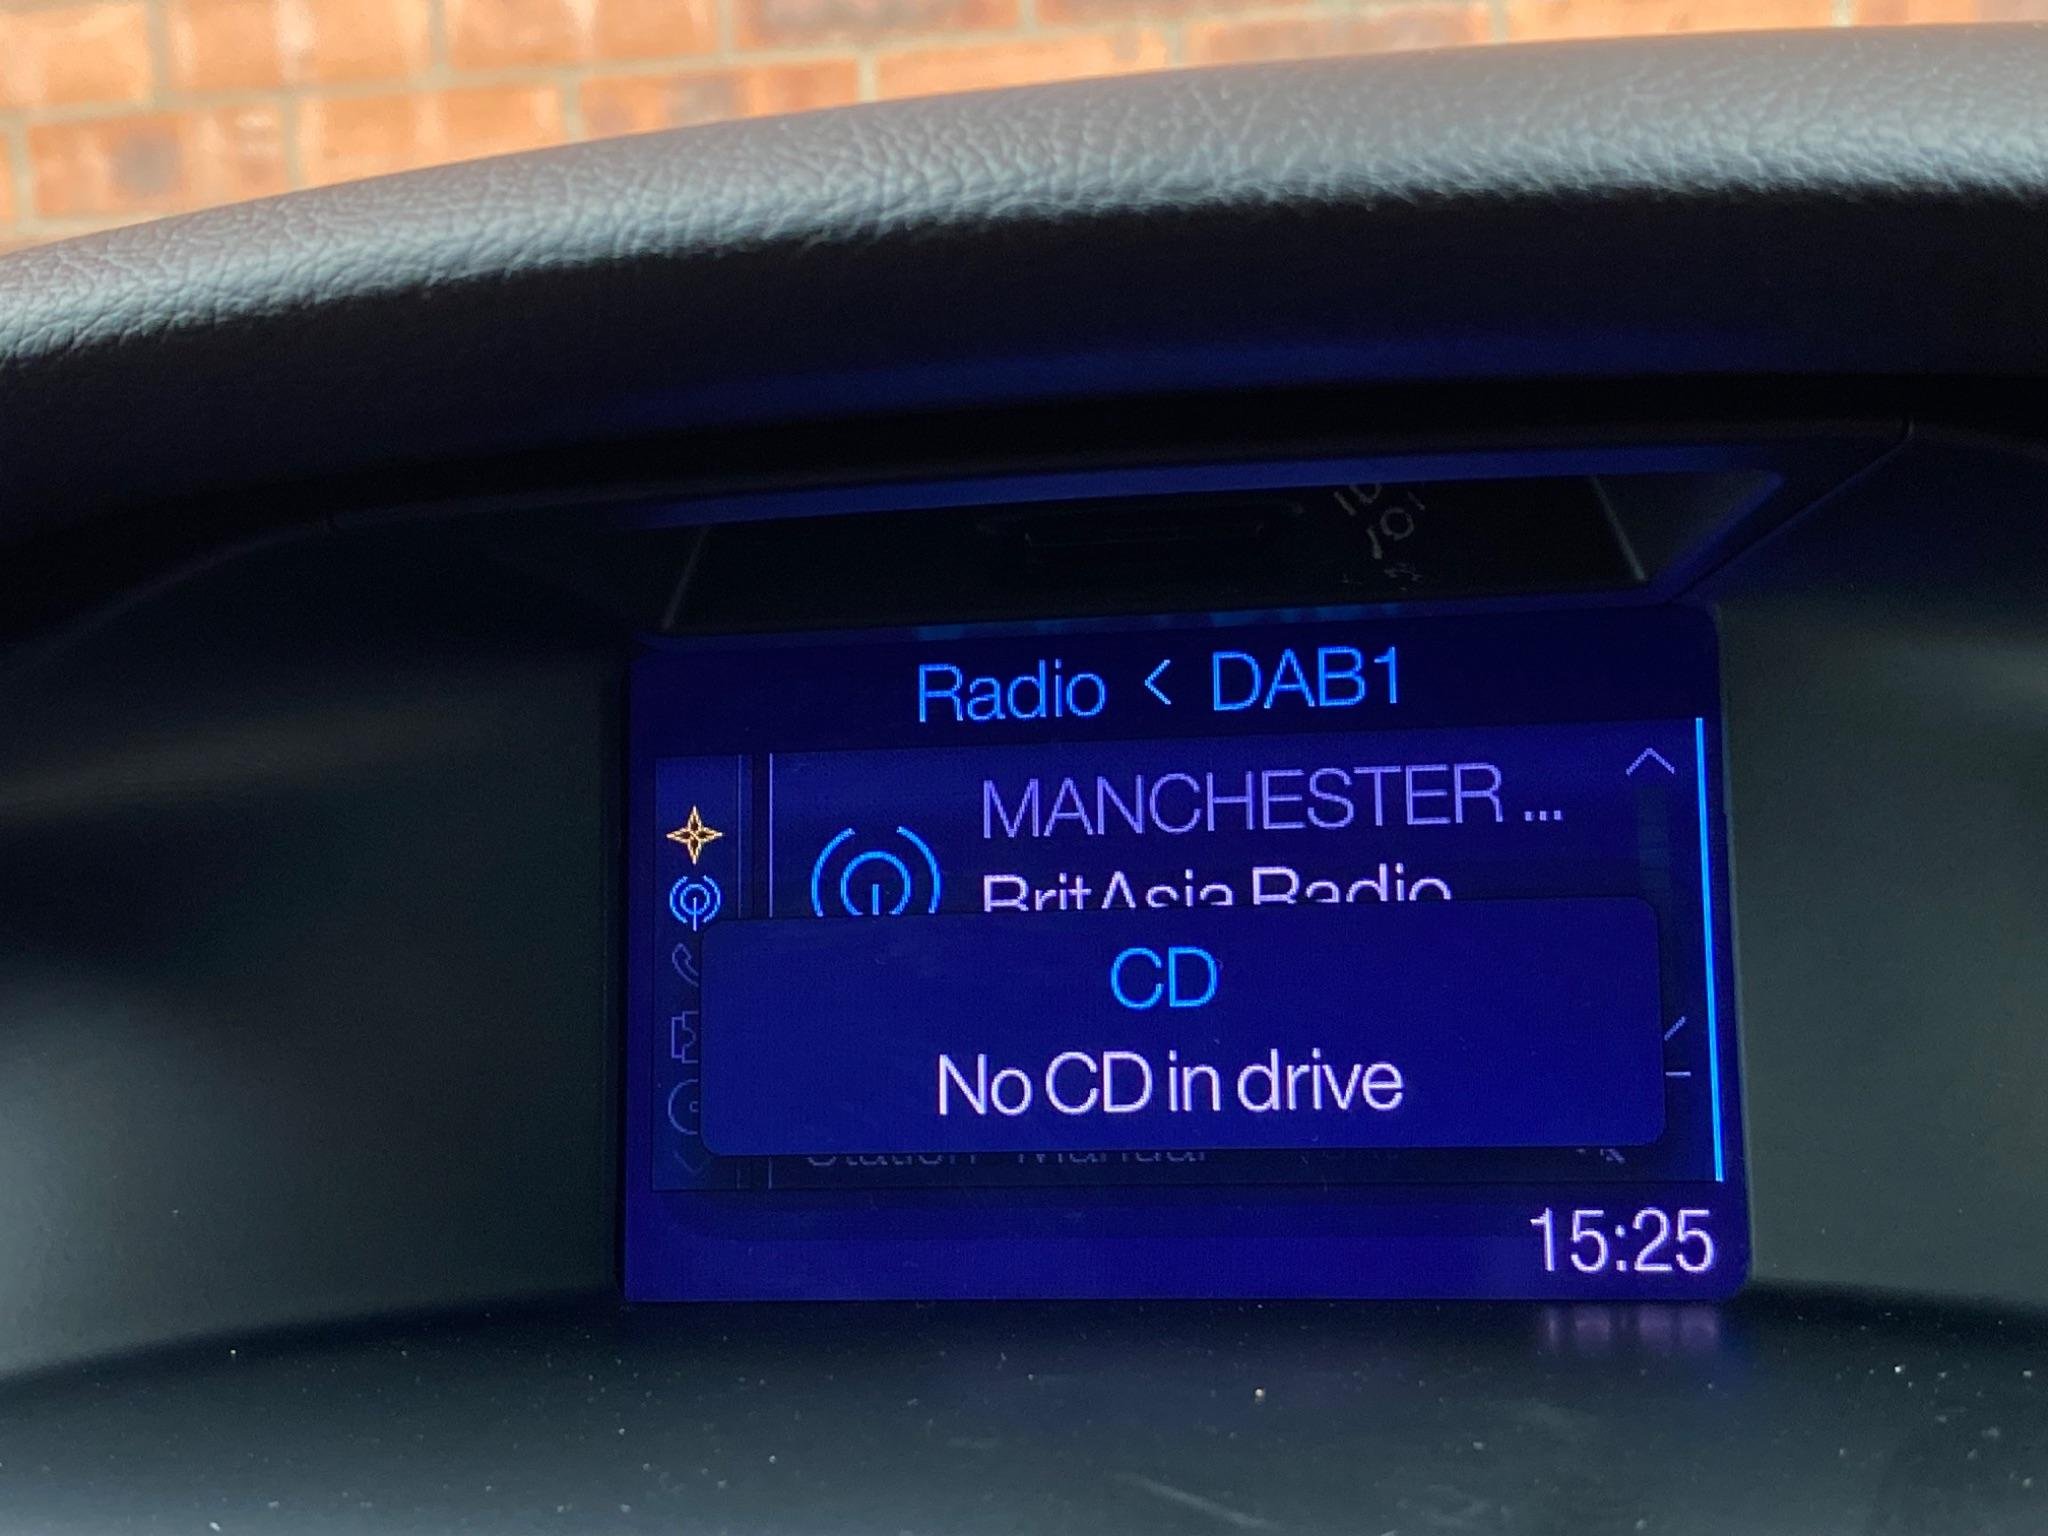 Radio < DAB1
MANCHESTER ...
BritAsia Radio
CD
No CD in drive
15:25